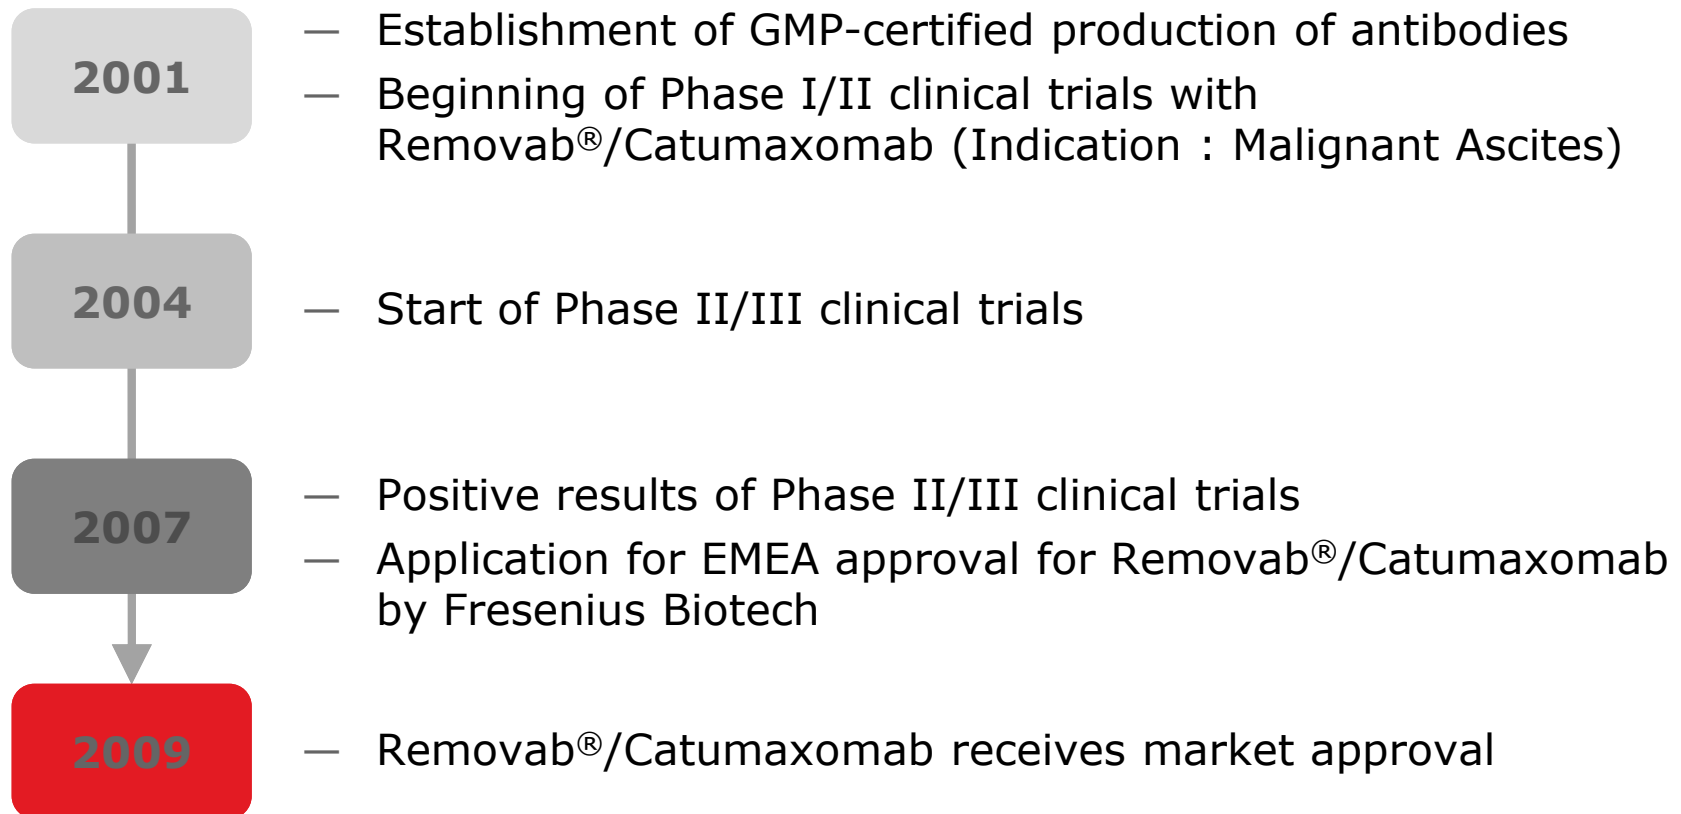 2001
— Establishment of GMP-certified production of antibodies
— Beginning of Phase I/II clinical trials with
Removab®/Catumaxomab (Indication : Malignant Ascites)
2004
— Start of Phase II/III clinical trials
2007
— Positive results of Phase II/III clinical trials
— Application for EMEA approval for Removab®/Catumaxomab
by Fresenius Biotech
2009
— Removab®/Catumaxomab receives market approval